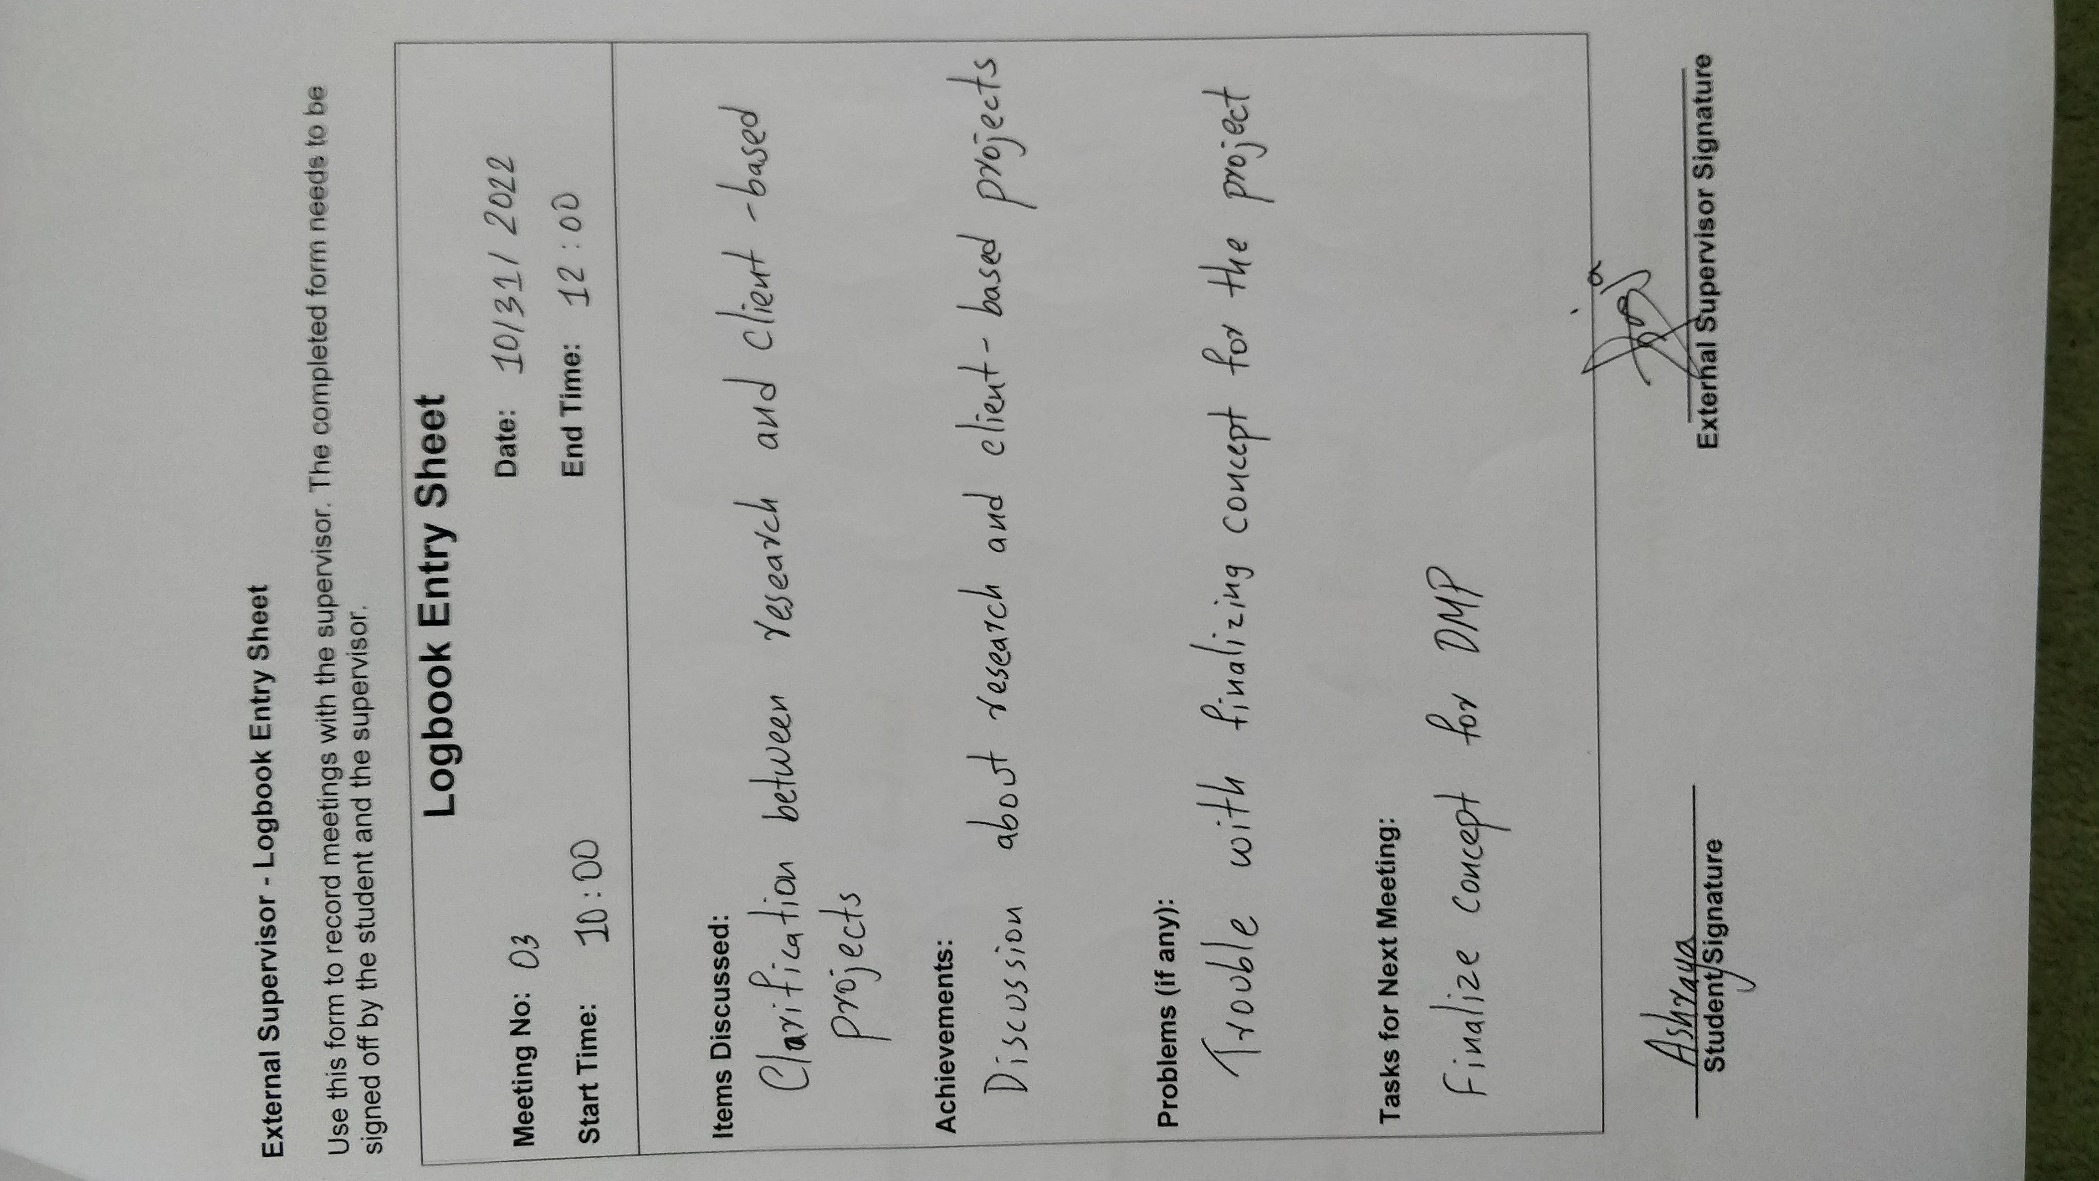 External Supervisor - Logbook Entry Sheet
Use this form to record meetings with the supervisor. The completed form needs to be
signed off by the student and the supervisor.
Logbook Entry Sheet
Meeting No: 03 Date: 10/31/2022
Start Time: 10:00 End Time: 12:00
Items Discussed:
Clarification between research and client-based
projects
Achievements:
Discussion about research and client-based projects
Problems (if any):
Trouble with finalizing concept for the project
Tasks for Next Meeting:
Finalize concept for DMP
Ashraya
Student Signature External Supervisor Signature